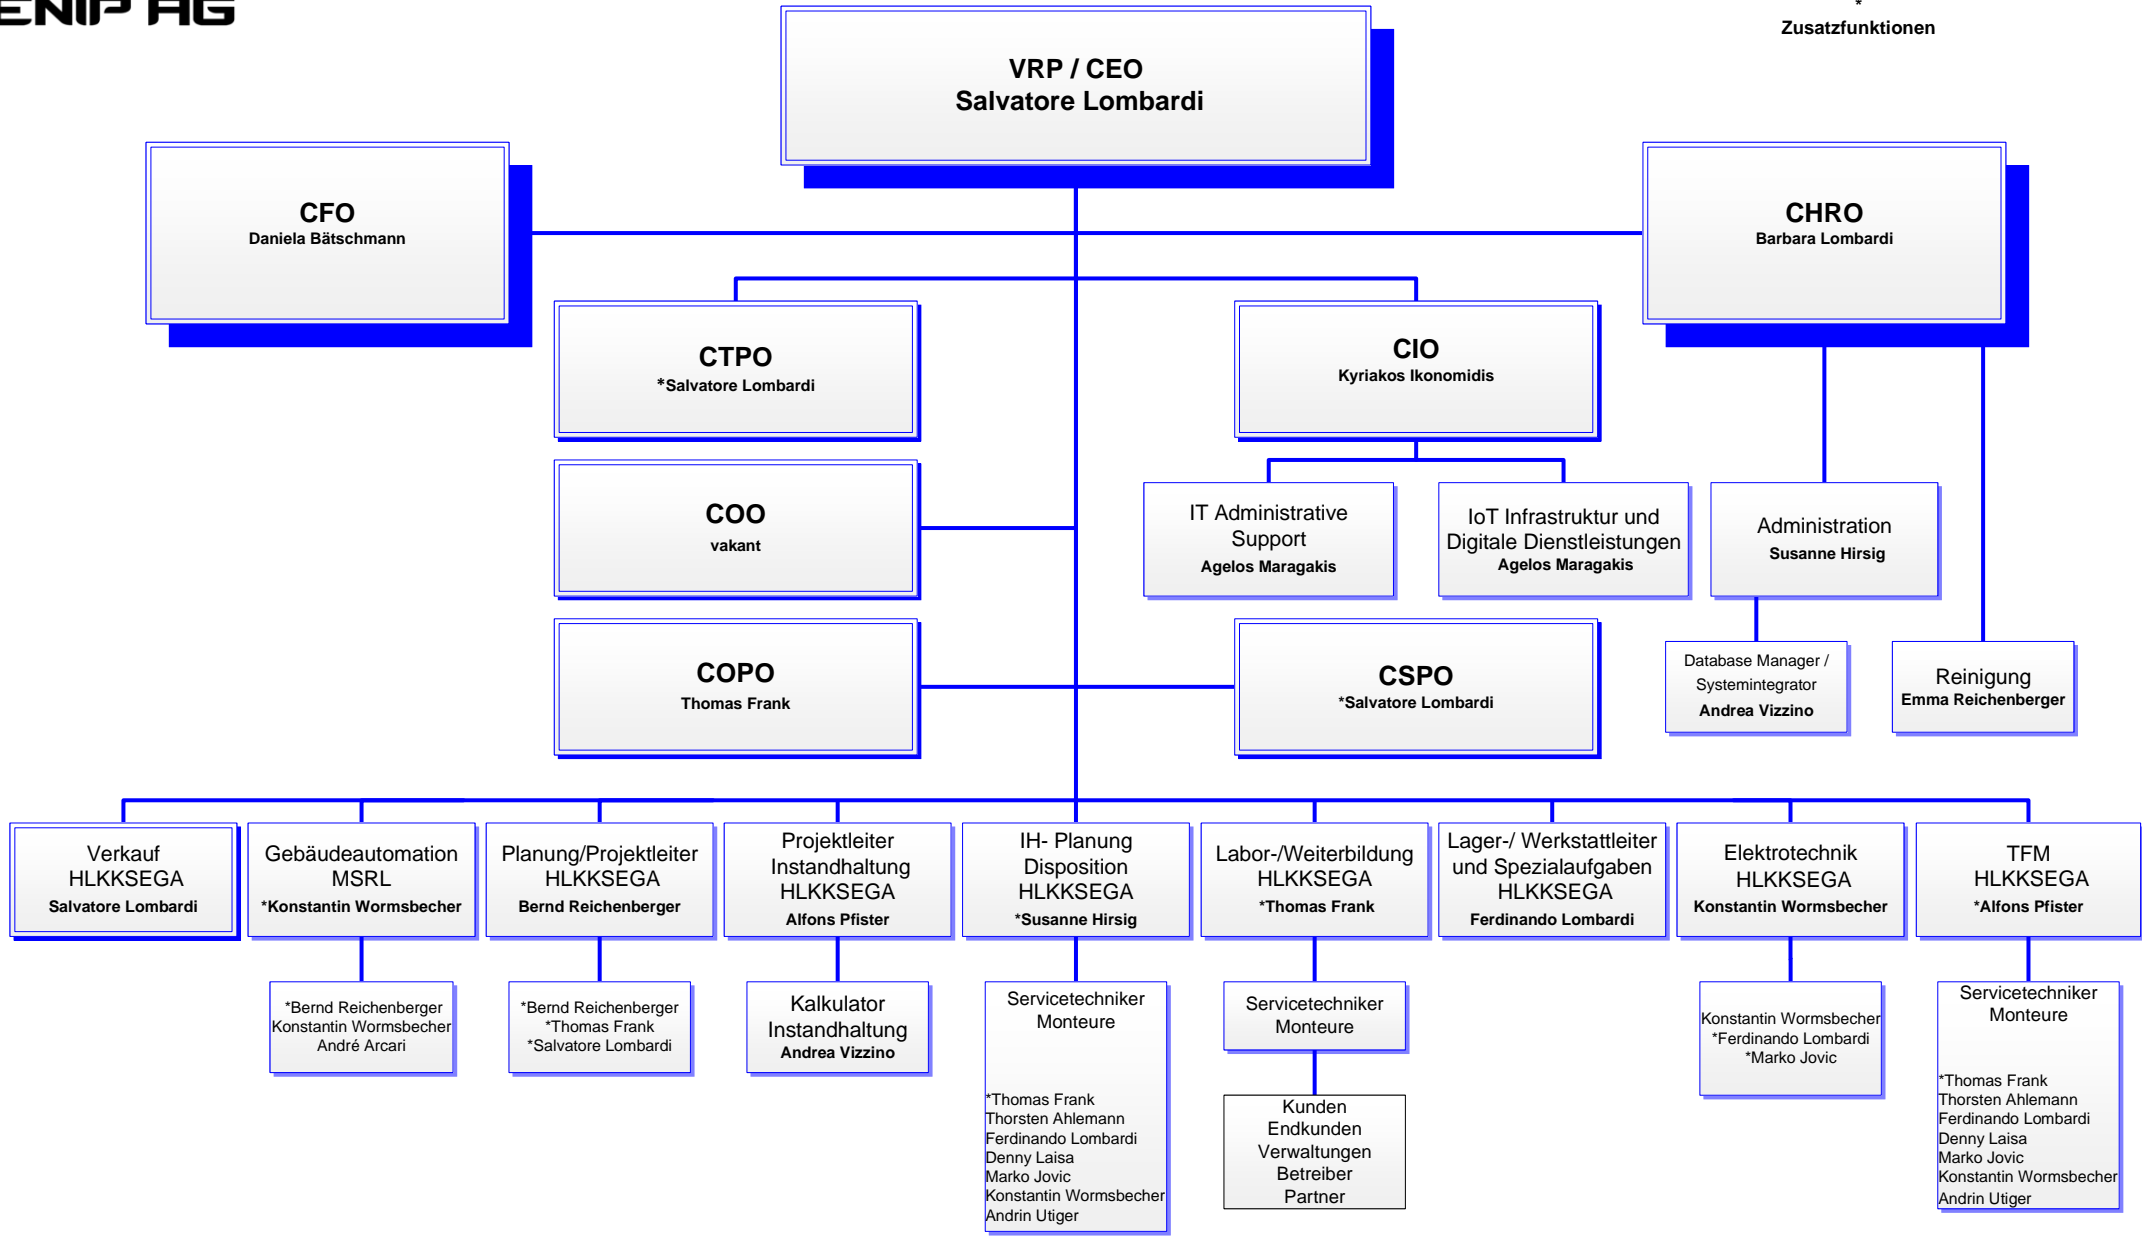 ENIP AG
*
Zusatzfunktionen
VRP / CEO
Salvatore Lombardi
CFO
Daniela Bätschmann
CHRO
Barbara Lombardi
CTPO
*Salvatore Lombardi
CIO
Kyriakos Ikonomidis
COO
vakant
IT Administrative
Support
Agelos Maragakis
IoT Infrastruktur und
Digitale Dienstleistungen
Agelos Maragakis
Administration
Susanne Hirsig
COPO
Thomas Frank
CSPO
*Salvatore Lombardi
Database Manager /
Systemintegrator
Andrea Vizzino
Reinigung
Emma Reichenberger
Verkauf
HLKKSEGA
Salvatore Lombardi
Gebäudeautomation
MSRL
*Konstantin Wormsbecher
Planung/Projektleiter
HLKKSEGA
Bernd Reichenberger
Projektleiter
Instandhaltung
HLKKSEGA
Alfons Pfister
IH- Planung
Disposition
HLKKSEGA
*Susanne Hirsig
Labor-/Weiterbildung
HLKKSEGA
*Thomas Frank
Lager-/ Werkstattleiter
und Spezialaufgaben
HLKKSEGA
Ferdinando Lombardi
Elektrotechnik
HLKKSEGA
Konstantin Wormsbecher
TFM
HLKKSEGA
*Alfons Pfister
*Bernd Reichenberger
Konstantin Wormsbecher
André Arcari
*Bernd Reichenberger
*Thomas Frank
*Salvatore Lombardi
Kalkulator
Instandhaltung
Andrea Vizzino
Servicetechniker
Monteure
*Thomas Frank
Thorsten Ahlemann
Ferdinando Lombardi
Denny Laisa
Marko Jovic
Konstantin Wormsbecher
Andrin Utiger
Servicetechniker
Monteure
Kunden
Endkunden
Verwaltungen
Betreiber
Partner
Konstantin Wormsbecher
*Ferdinando Lombardi
*Marko Jovic
Servicetechniker
Monteure
*Thomas Frank
Thorsten Ahlemann
Ferdinando Lombardi
Denny Laisa
Marko Jovic
Konstantin Wormsbecher
Andrin Utiger